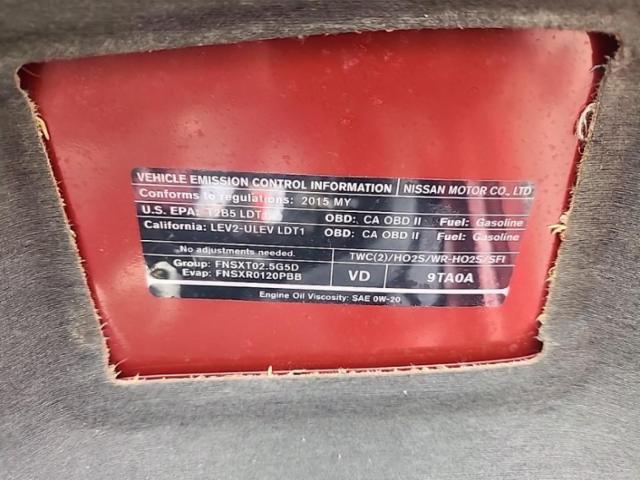 VEHICLE EMISSION CONTROL INFORMATION NISSAN MOTOR CO., LTD
Conforms to regulations: 2015 MY
U.S. EPA: T2B5 OBD: CA OBD II Fuel: Gasoline
California: LEV2-ULEV LDT1 OBD: CA OBD II Fuel: Gasoline
No adjustments needed. TWC(2)/HO2S/WR-HO2S/SFI
Group: FNSXT02.5G5D
Evap: FNSXR0120PBB VD 9TA0A
Engine Oil Viscosity: SAE 0W-20